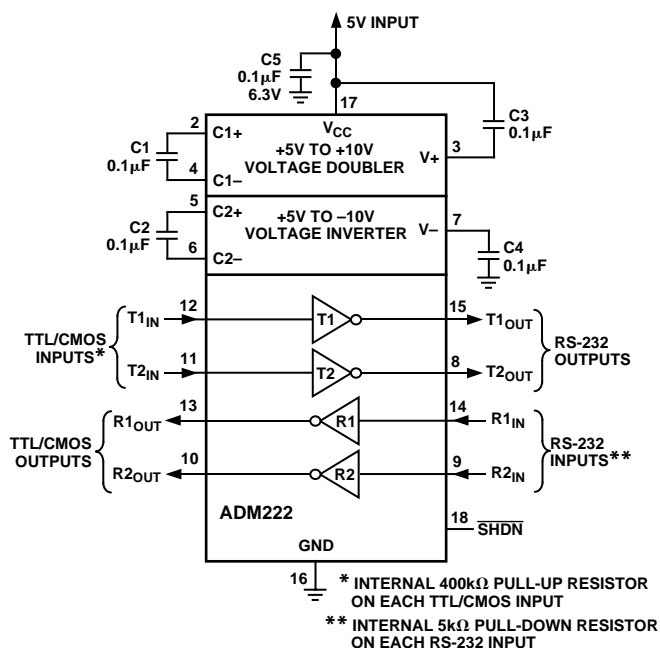 5V INPUT
C5
0.1µF
6.3V
17
C3
0.1µF
2
C1+
VCC
+5V TO +10V
VOLTAGE DOUBLER
V+
3
C1
0.1µF
4
C1–
5
C2+
+5V TO –10V
VOLTAGE INVERTER
V–
7
C2
0.1µF
6
C2–
C4
0.1µF
TTL/CMOS
INPUTS*
T1IN
12
T1
15
T1OUT
T2IN
11
T2
8
T2OUT
RS-232
OUTPUTS
TTL/CMOS
OUTPUTS
R1OUT
13
R1
14
R1IN
R2OUT
10
R2
9
R2IN
RS-232
INPUTS**
ADM222
18
SHDN
GND
16
* INTERNAL 400kΩ PULL-UP RESISTOR
ON EACH TTL/CMOS INPUT
** INTERNAL 5kΩ PULL-DOWN RESISTOR
ON EACH RS-232 INPUT